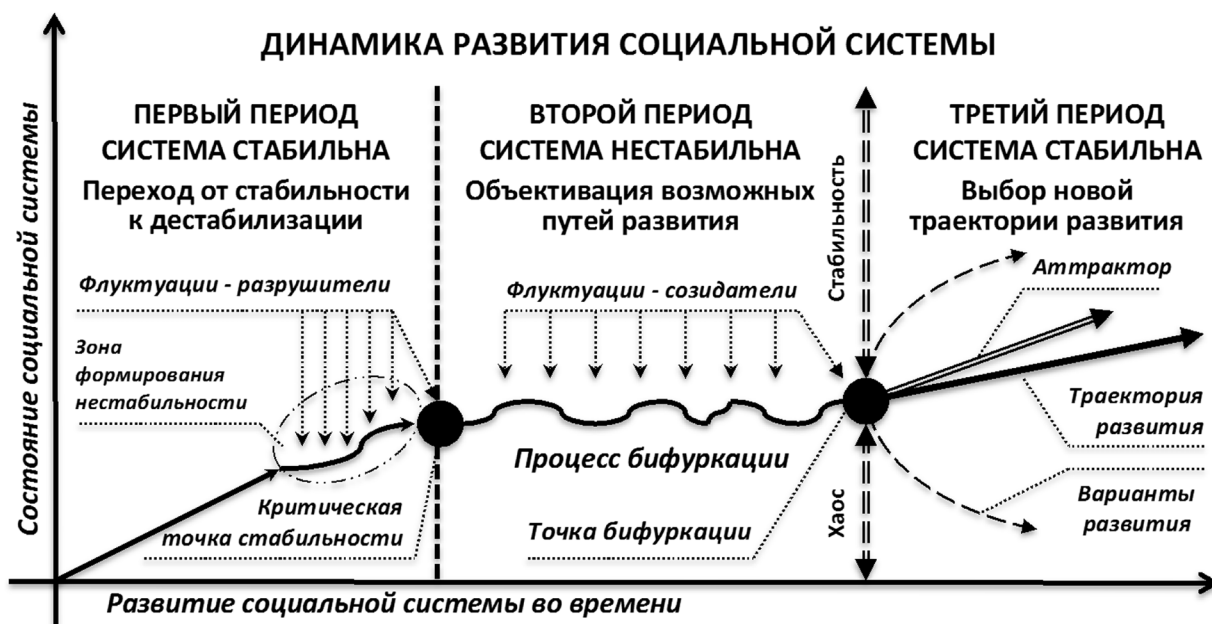 ДИНАМИКА РАЗВИТИЯ СОЦИАЛЬНОЙ СИСТЕМЫ
Состояние социальной системы
ПЕРВЫЙ ПЕРИОД
СИСТЕМА СТАБИЛЬНА
Переход от стабильности
к дестабилизации
Флуктуации - разрушители
Зона
формирования
нестабильности
Критическая
точка стабильности
ВТОРОЙ ПЕРИОД
СИСТЕМА НЕСТАБИЛЬНА
Объективация возможных
путей развития
Флуктуации - созидатели
Процесс бифуркации
Точка бифуркации
Стабильность
Хаос
ТРЕТИЙ ПЕРИОД
СИСТЕМА СТАБИЛЬНА
Выбор новой
траектории развития
Аттрактор
Траектория
развития
Варианты
развития
Развитие социальной системы во времени